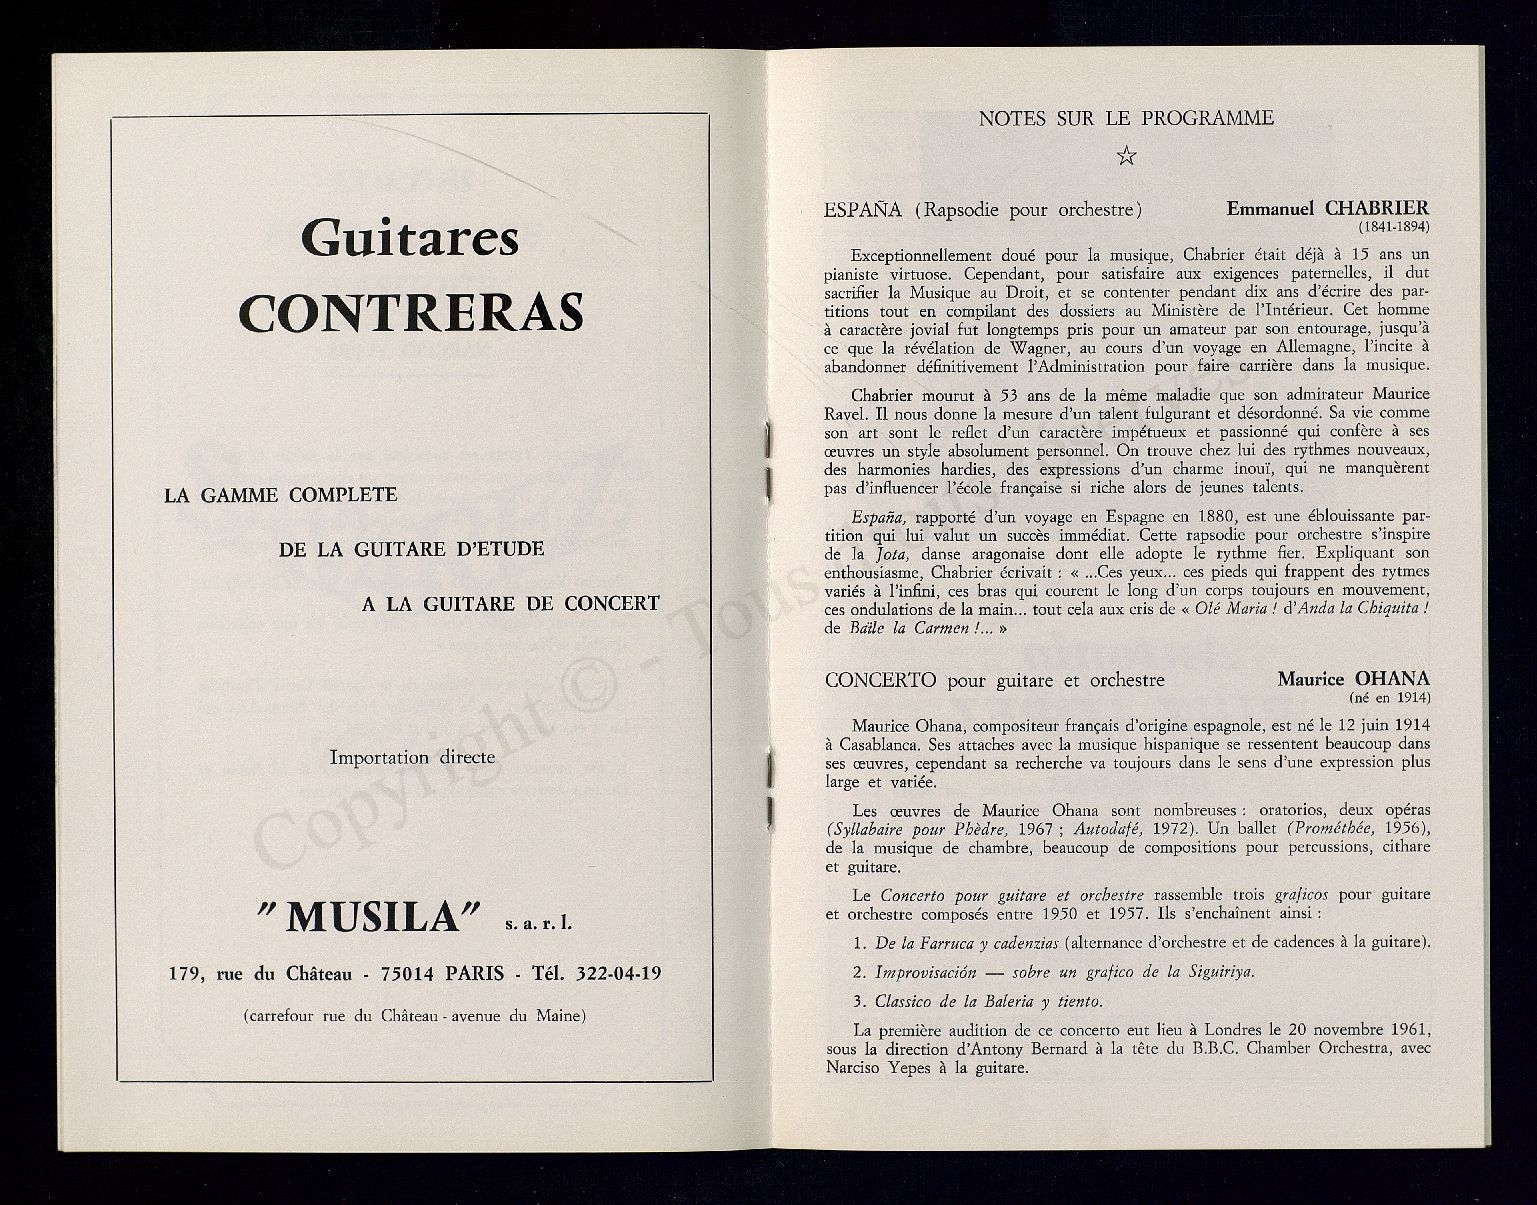 Guitares
CONTRERAS
LA GAMME COMPLETE
DE LA GUITARE D'ETUDE
A LA GUITARE DE CONCERT
Importation directe
"MUSILA" s. a. r. l.
179, rue du Château - 75014 PARIS - Tél. 322-04-19
(carrefour rue du Château - avenue du Maine)
NOTES SUR LE PROGRAMME
☆
ESPAÑA (Rapsodie pour orchestre) Emmanuel CHABRIER
(1841-1894)
Exceptionnellement doué pour la musique, Chabrier était déjà à 15 ans un
pianiste virtuose. Cependant, pour satisfaire aux exigences paternelles, il dut
sacrifier la Musique au Droit, et se contenter pendant dix ans d'écrire des par-
titions tout en compilant des dossiers au Ministère de l'Intérieur. Cet homme
à caractère jovial fut longtemps pris pour un amateur par son entourage, jusqu'à
ce que la révélation de Wagner, au cours d'un voyage en Allemagne, l'incite à
abandonner définitivement l'Administration pour faire carrière dans la musique.
Chabrier mourut à 53 ans de la même maladie que son admirateur Maurice
Ravel. Il nous donne la mesure d'un talent fulgurant et désordonné. Sa vie comme
son art sont le reflet d'un caractère impétueux et passionné qui confère à ses
œuvres un style absolument personnel. On trouve chez lui des rythmes nouveaux,
des harmonies hardies, des expressions d'un charme inouï, qui ne manquèrent
pas d'influencer l'école française si riche alors de jeunes talents.
España, rapporté d'un voyage en Espagne en 1880, est une éblouissante par-
tition qui lui valut un succès immédiat. Cette rapsodie pour orchestre s'inspire
de la Jota, danse aragonaise dont elle adopte le rythme fier. Expliquant son
enthousiasme, Chabrier écrivait : « ...Ces yeux... ces pieds qui frappent des rytmes
variés à l'infini, ces bras qui courent le long d'un corps toujours en mouvement,
ces ondulations de la main... tout cela aux cris de « Olé Maria ! d'Anda la Chiquita !
de Baïle la Carmen !... »
CONCERTO pour guitare et orchestre Maurice OHANA
(né en 1914)
Maurice Ohana, compositeur français d'origine espagnole, est né le 12 juin 1914
à Casablanca. Ses attaches avec la musique hispanique se ressentent beaucoup dans
ses œuvres, cependant sa recherche va toujours dans le sens d'une expression plus
large et variée.
Les œuvres de Maurice Ohana sont nombreuses : oratorios, deux opéras
(Syllabaire pour Phèdre, 1967 ; Autodafé, 1972). Un ballet (Prométhée, 1956),
de la musique de chambre, beaucoup de compositions pour percussions, cithare
et guitare.
Le Concerto pour guitare et orchestre rassemble trois graficos pour guitare
et orchestre composés entre 1950 et 1957. Ils s'enchaînent ainsi :
1. De la Farruca y cadenzias (alternance d'orchestre et de cadences à la guitare).
2. Improvisación — sobre un grafico de la Siguiriya.
3. Classico de la Baleria y tiento.
La première audition de ce concerto eut lieu à Londres le 20 novembre 1961,
sous la direction d'Antony Bernard à la tête du B.B.C. Chamber Orchestra, avec
Narciso Yepes à la guitare.
Copyright © - Tous